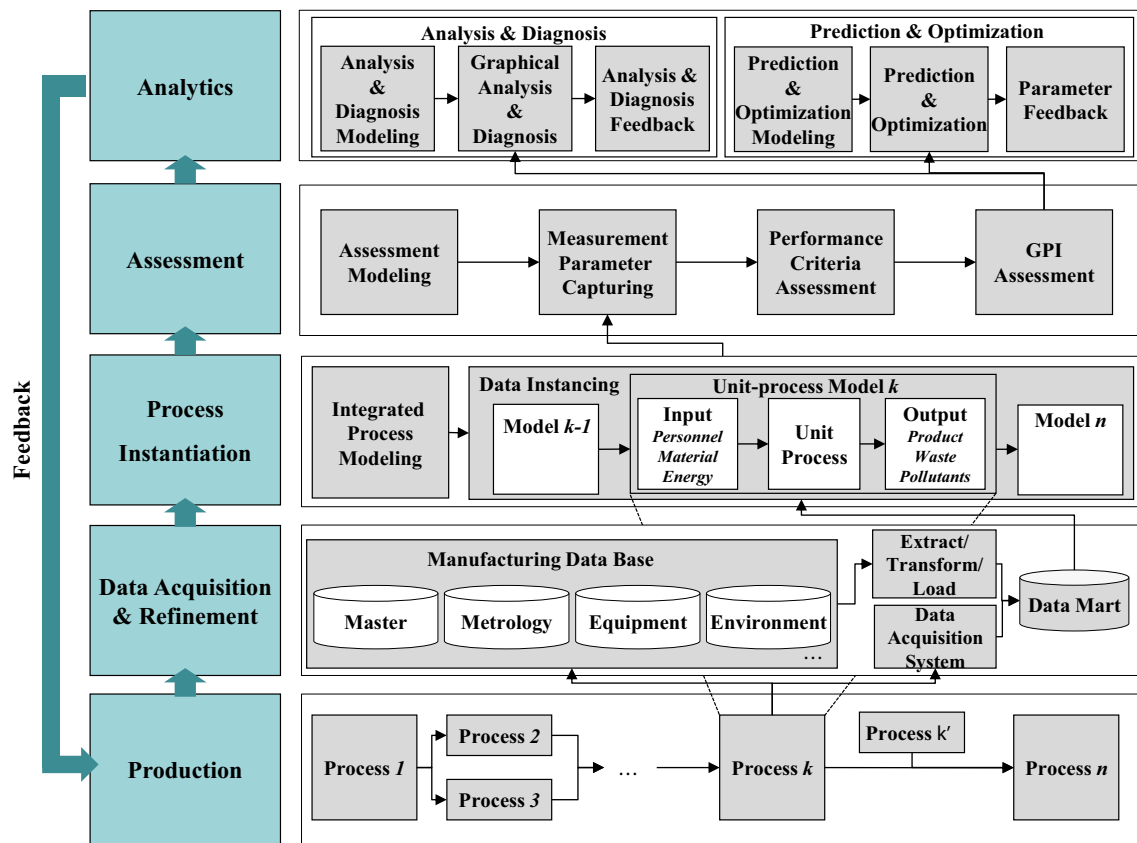 Feedback
Analytics
Analysis & Diagnosis
Analysis
&
Diagnosis
Modeling
Graphical
Analysis
&
Diagnosis
Analysis &
Diagnosis
Feedback
Prediction & Optimization
Prediction
&
Optimization
Modeling
Prediction
&
Optimization
Parameter
Feedback
Assessment
Assessment
Modeling
Measurement
Parameter
Capturing
Performance
Criteria
Assessment
GPI
Assessment
Process
Instantiation
Integrated
Process
Modeling
Data Instancing
Model k-1
Unit-process Model k
Input
Personnel
Material
Energy
Unit
Process
Output
Product
Waste
Pollutants
Model n
Data Acquisition
& Refinement
Manufacturing Data Base
Master
Metrology
Equipment
Environment
...
Extract/
Transform/
Load
Data
Acquisition
System
Data Mart
Production
Process 1
Process 2
Process 3
...
Process k
Process k′
Process n